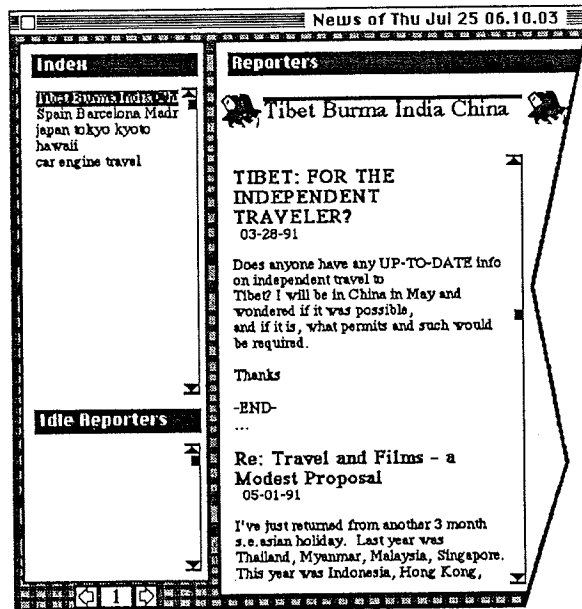 News of Thu Jul 25 06.10.03
Index
Tibet Burma India Chi
Spain Barcelona Madr
japan tokyo kyoto
hawaii
car engine travel
Idle Reporters
1
Reporters
Tibet Burma India China
TIBET: FOR THE
INDEPENDENT
TRAVELER?
03-28-91
Does anyone have any UP-TO-DATE info
on independent travel to
Tibet? I will be in China in May and
wondered if it was possible,
and if it is, what permits and such would
be required.
Thanks
-END-
...
Re: Travel and Films - a
Modest Proposal
05-01-91
I've just returned from another 3 month
s.e.asian holiday. Last year was
Thailand, Myanmar, Malaysia, Singapore.
This year was Indonesia, Hong Kong,